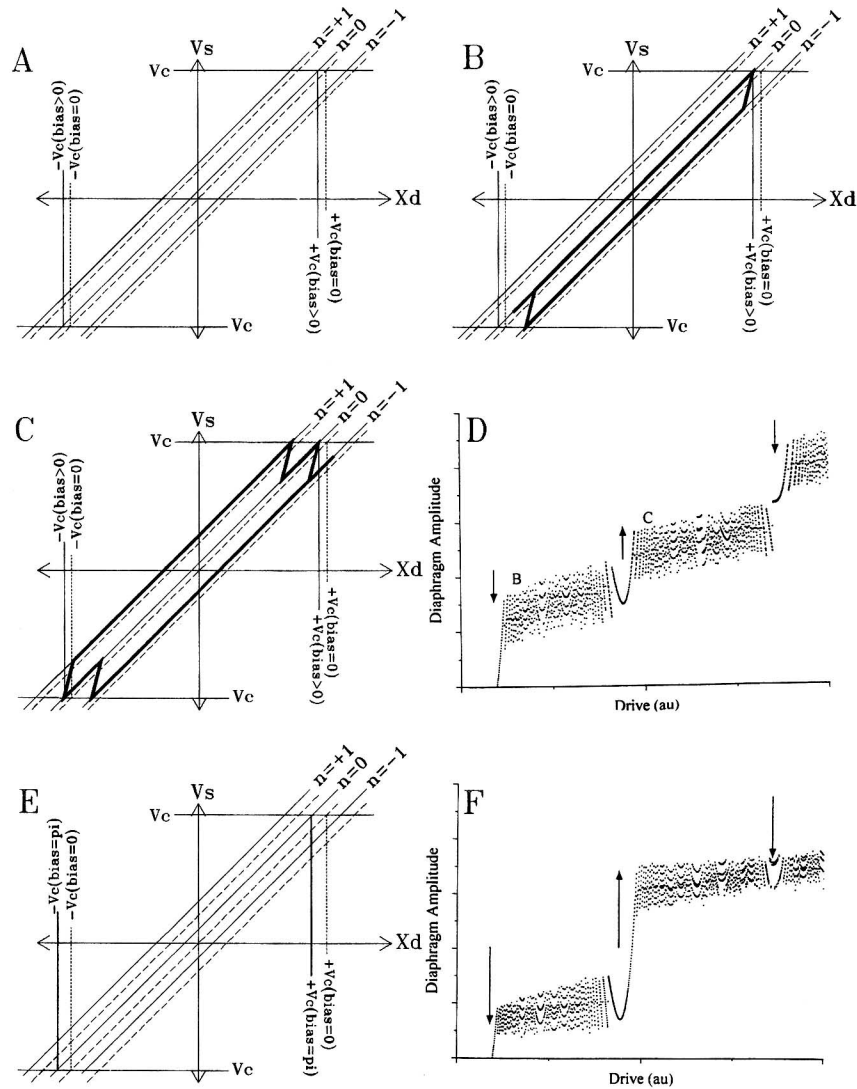 A
Vs
Vc
n=+1
n=0
n=-1
-Vc(bias>0)
-Vc(bias=0)
Xd
+Vc(bias=0)
+Vc(bias>0)
Vc
B
Vs
Vc
n=+1
n=0
n=-1
-Vc(bias>0)
-Vc(bias=0)
Xd
+Vc(bias=0)
+Vc(bias>0)
Vc
C
Vs
Vc
n=+1
n=0
n=-1
-Vc(bias>0)
-Vc(bias=0)
+Vc(bias=0)
+Vc(bias>0)
Vc
D
Diaphragm Amplitude
B
C
Drive (au)
E
Vs
Vc
n=+1
n=0
n=-1
-Vc(bias=pi)
-Vc(bias=0)
Xd
+Vc(bias=0)
+Vc(bias=pi)
Vc
F
Diaphragm Amplitude
Drive (au)